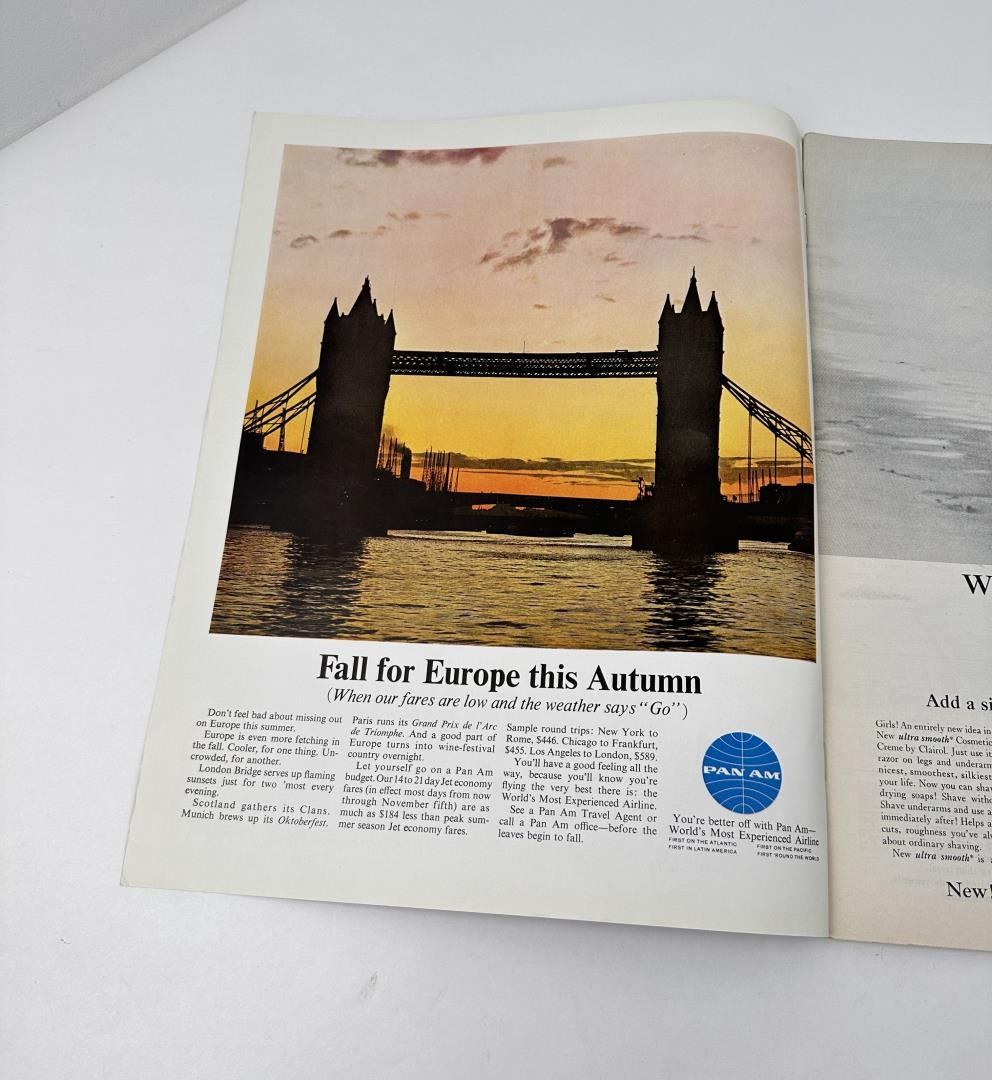 Fall for Europe this Autumn
(When our fares are low and the weather says "Go")
Don't feel bad about missing out
on Europe this summer.
Europe is even more fetching in
the fall. Cooler, for one thing. Un-
crowded, for another.
London Bridge serves up flaming
sunsets just for two 'most every
evening.
Scotland gathers its Clans.
Munich brews up its Oktoberfest.
Paris runs its Grand Prix de l'Arc
de Triomphe. And a good part of
Europe turns into wine-festival
country overnight.
Let yourself go on a Pan Am
budget. Our 14 to 21 day Jet economy
fares (in effect most days from now
through November fifth) are as
much as $184 less than peak sum-
mer season Jet economy fares.
Sample round trips: New York to
Rome, $446. Chicago to Frankfurt,
$455. Los Angeles to London, $589.
You'll have a good feeling all the
way, because you'll know you're
flying the very best there is: the
World's Most Experienced Airline.
See a Pan Am Travel Agent or
call a Pan Am office—before the
leaves begin to fall.
PAN AM
You're better off with Pan Am—
World's Most Experienced Airline
FIRST ON THE ATLANTIC
FIRST IN LATIN AMERICA
FIRST ON THE PACIFIC
FIRST 'ROUND THE WORLD
W
Add a si
Girls! An entirely new idea in
New ultra smooth* Cosmetic
Creme by Clairol. Just use it
razor on legs and underarm
nicest, smoothest, silkiest
your life. Now you can sha
drying soaps! Shave witho
Shave underarms and use a
immediately after! Helps a
cuts, roughness you've alw
about ordinary shaving.
New ultra smooth* is a
New!